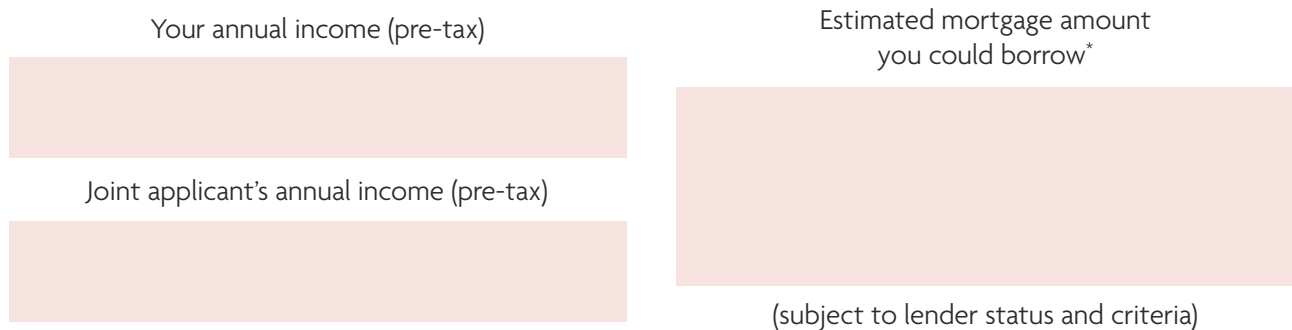 Your annual income (pre-tax)
Joint applicant's annual income (pre-tax)
Estimated mortgage amount
you could borrow*
(subject to lender status and criteria)